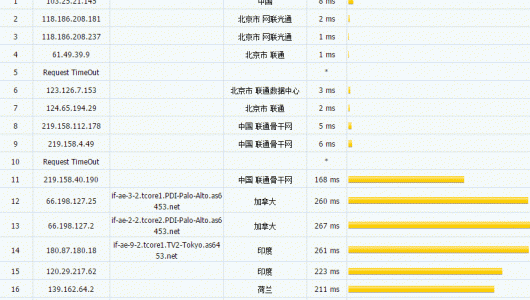 1 103.25.21.145 中国 8 ms
2 118.186.208.181 北京市 网联光通 2 ms
3 118.186.208.237 北京市 网联光通 1 ms
4 61.49.39.9 北京市 联通 1 ms
5 Request TimeOut *
6 123.126.7.153 北京市 联通数据中心 3 ms
7 124.65.194.29 北京市 联通 2 ms
8 219.158.112.178 中国 联通骨干网 5 ms
9 219.158.4.49 中国 联通骨干网 6 ms
10 Request TimeOut *
11 219.158.40.190 中国 联通骨干网 168 ms
12 66.198.127.25 if-ae-3-2.tcore1.PDI-Palo-Alto.as6453.net 加拿大 260 ms
13 66.198.127.2 if-ae-2-2.tcore2.PDI-Palo-Alto.as6453.net 加拿大 267 ms
14 180.87.180.18 if-ae-9-2.tcore1.TV2-Tokyo.as6453.net 印度 261 ms
15 120.29.217.62 印度 223 ms
16 139.162.64.2 荷兰 211 ms